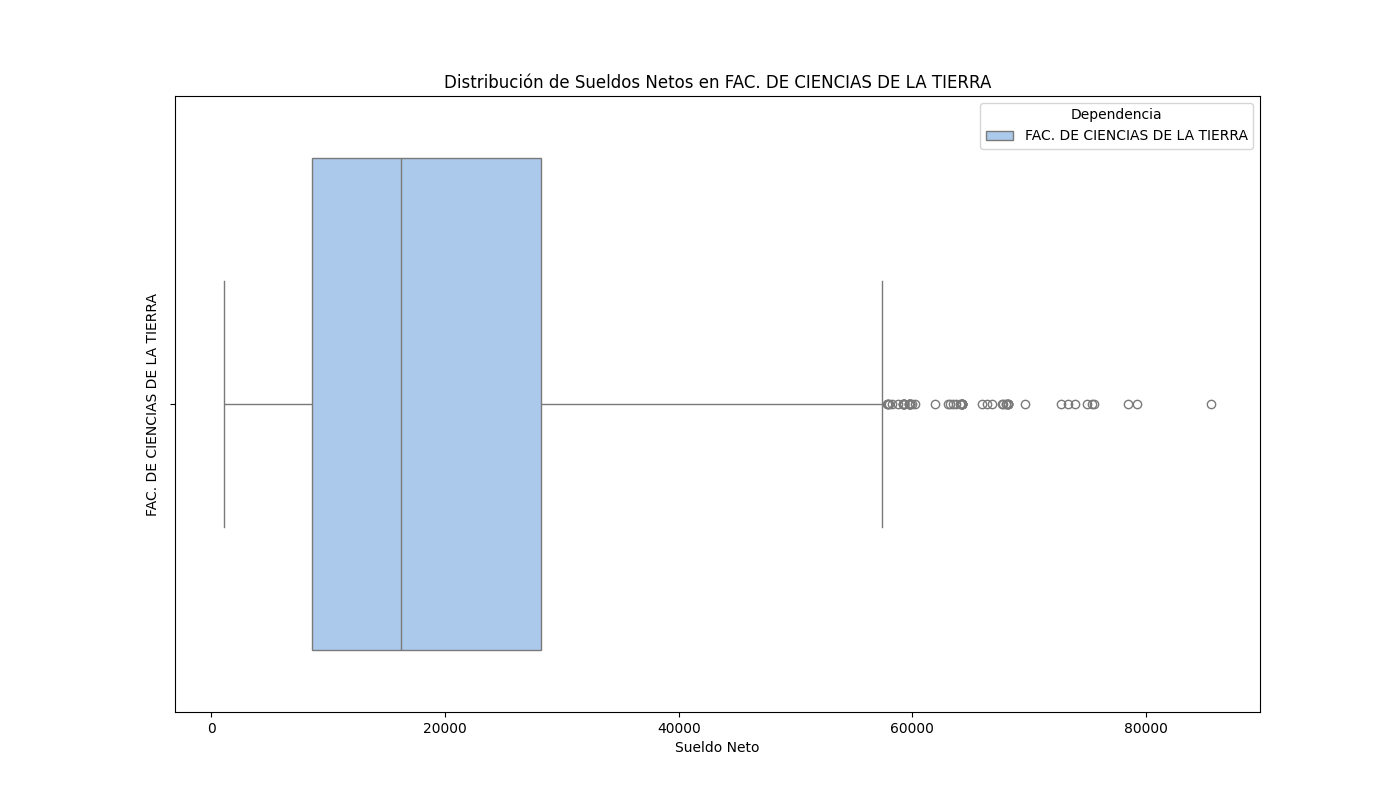 Distribución de Sueldos Netos en FAC. DE CIENCIAS DE LA TIERRA
Dependencia
FAC. DE CIENCIAS DE LA TIERRA
FAC. DE CIENCIAS DE LA TIERRA
0
20000
40000
60000
80000
Sueldo Neto